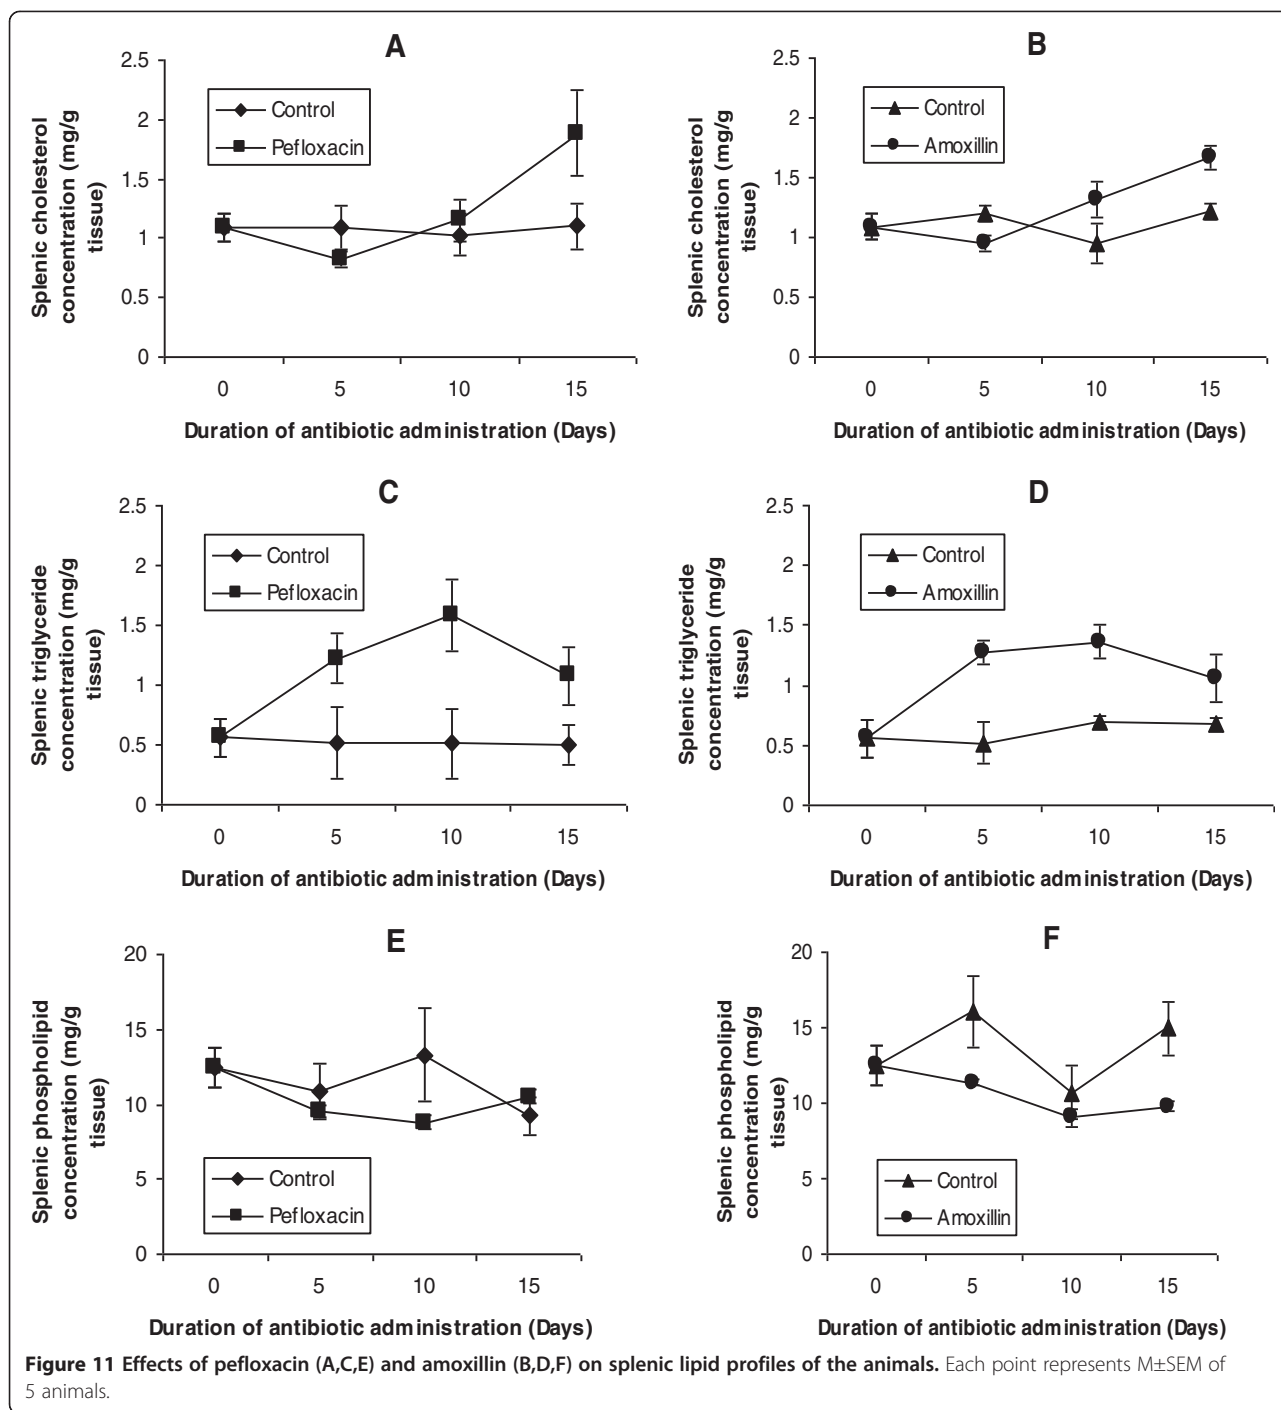 A
Splenic cholesterol
concentration (mg/g
tissue)
2.5
2
1.5
1
0.5
0
Control
Pefloxacin
0 5 10 15
Duration of antibiotic administration (Days)
B
Splenic cholesterol
concentration (mg/g
tissue)
2.5
2
1.5
1
0.5
0
Control
Amoxillin
0 5 10 15
Duration of antibiotic administration (Days)
C
Splenic triglyceride
concentration (mg/g
tissue)
2.5
2
1.5
1
0.5
0
Control
Pefloxacin
0 5 10 15
Duration of antibiotic administration (Days)
D
Splenic triglyceride
concentration (mg/g
tissue)
2.5
2
1.5
1
0.5
0
Control
Amoxillin
0 5 10 15
Duration of antibiotic administration (Days)
E
Splenic phospholipid
concentration (mg/g
tissue)
20
15
10
5
0
Control
Pefloxacin
0 5 10 15
Duration of antibiotic administration (Days)
F
Splenic phospholipid
concentration (mg/g
tissue)
20
15
10
5
0
Control
Amoxillin
0 5 10 15
Duration of antibiotic administration (Days)
Figure 11 Effects of pefloxacin (A,C,E) and amoxillin (B,D,F) on splenic lipid profiles of the animals. Each point represents M±SEM of
5 animals.